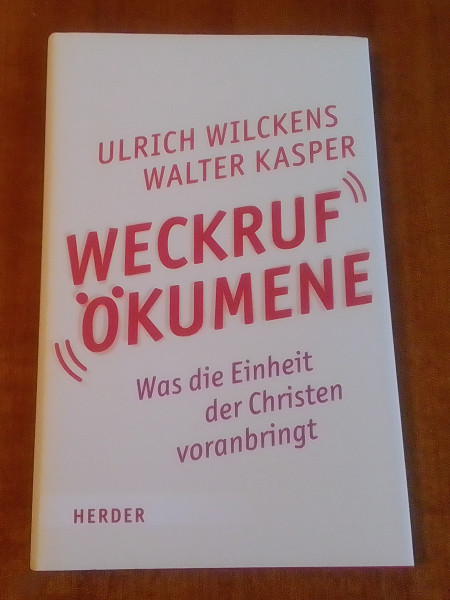 ULRICH WILCKENS
WALTER KASPER
WECKRUF
ÖKUMENE
Was die Einheit
der Christen
voranbringt
HERDER